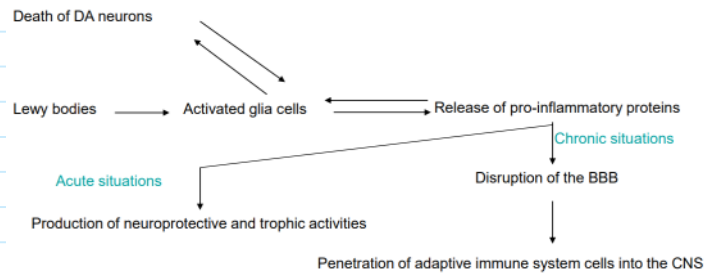 Death of DA neurons
Lewy bodies
Activated glia cells
Release of pro-inflammatory proteins
Chronic situations
Acute situations
Disruption of the BBB
Production of neuroprotective and trophic activities
Penetration of adaptive immune system cells into the CNS